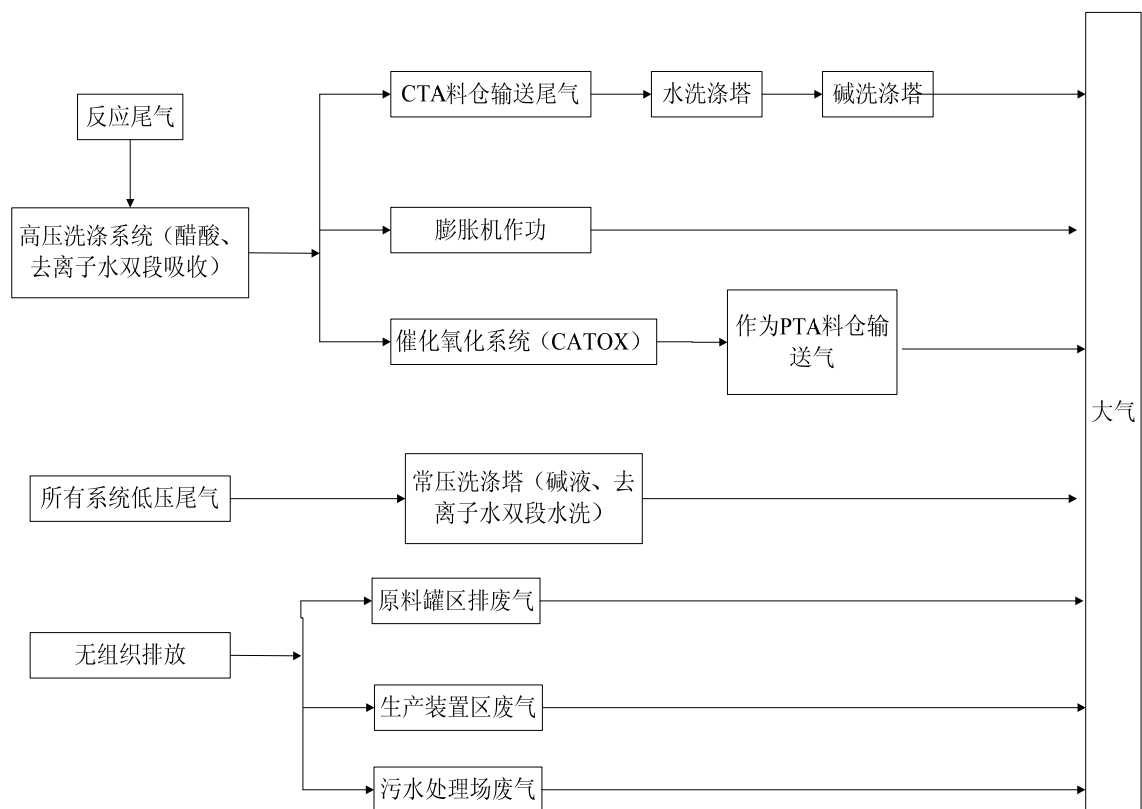 反应尾气
高压洗涤系统（醋酸、
去离子水双段吸收）
CTA料仓输送尾气
水洗涤塔
碱洗涤塔
膨胀机作功
催化氧化系统（CATOX）
作为PTA料仓输
送气
大气
所有系统低压尾气
常压洗涤塔（碱液、去
离子水双段水洗）
无组织排放
原料罐区排废气
生产装置区废气
污水处理场废气